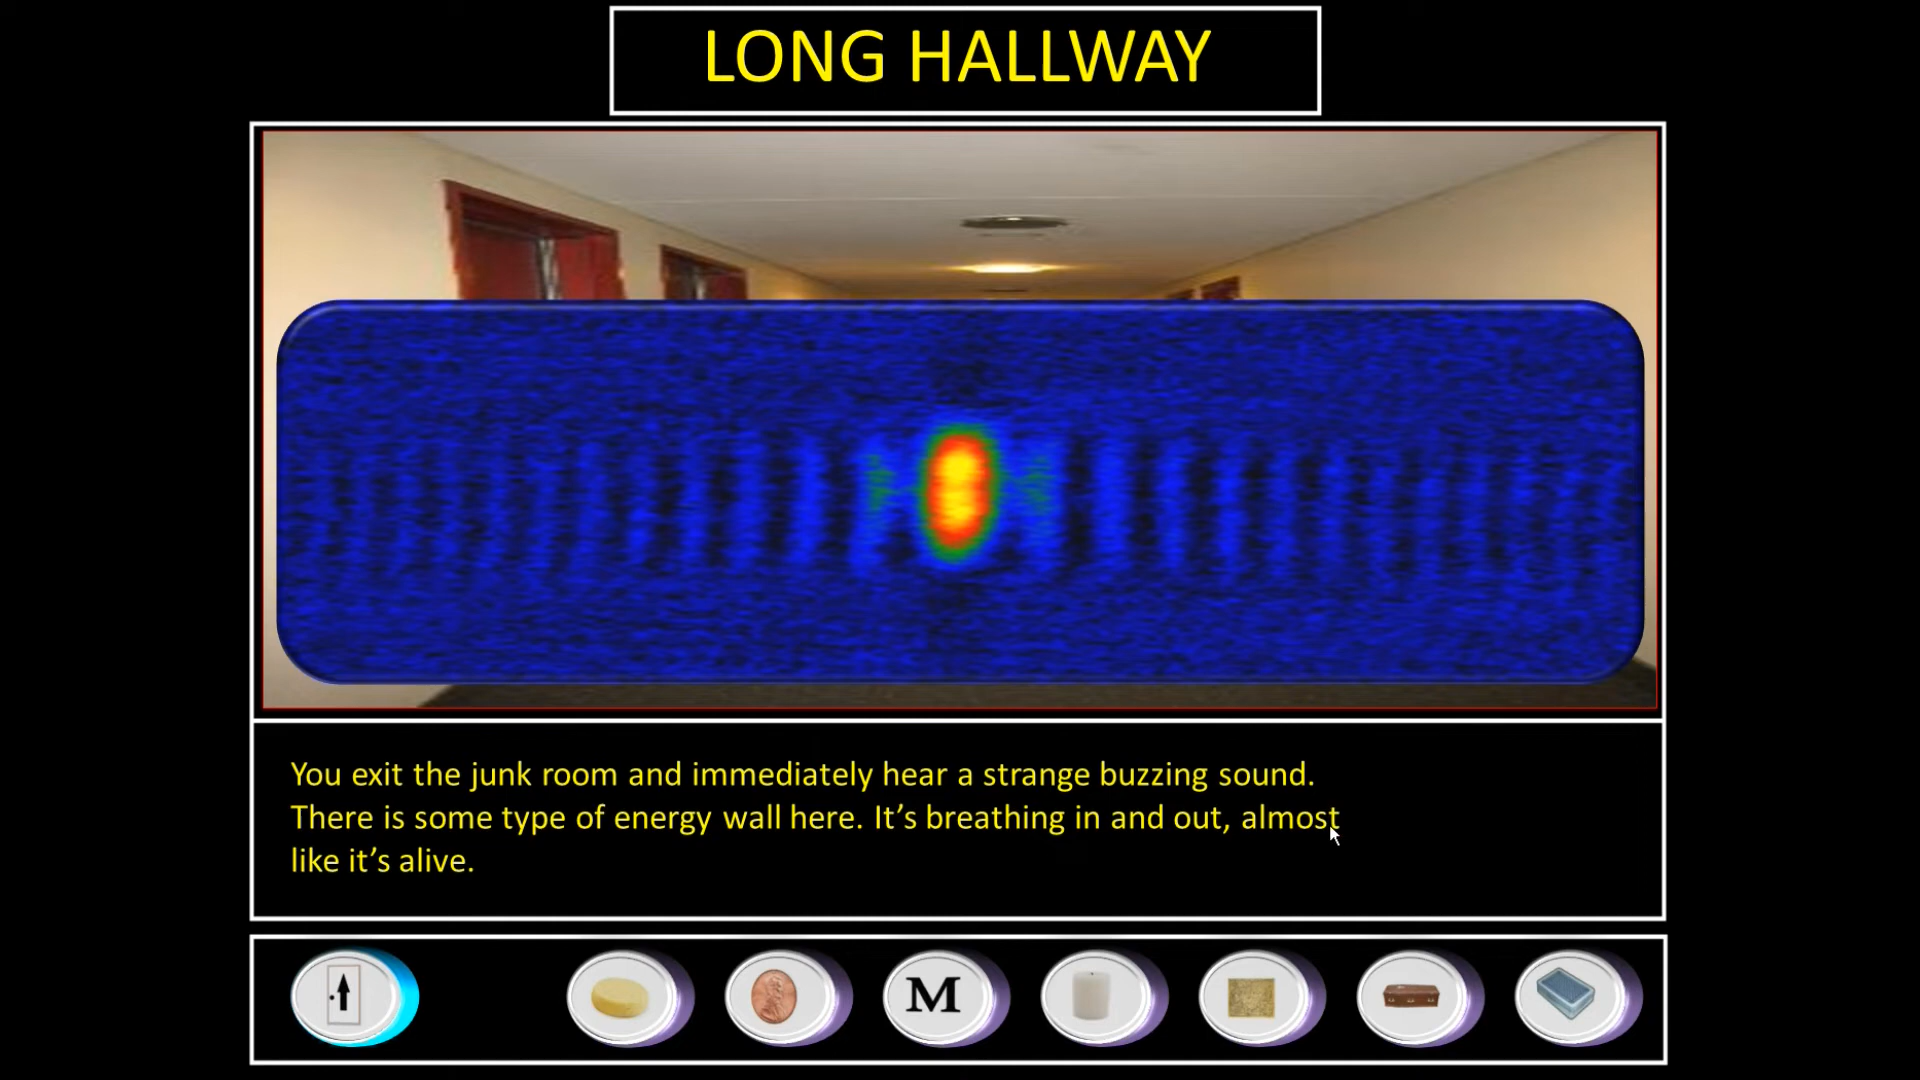 LONG HALLWAY
You exit the junk room and immediately hear a strange buzzing sound.
There is some type of energy wall here. It’s breathing in and out, almost
like it’s alive.
M